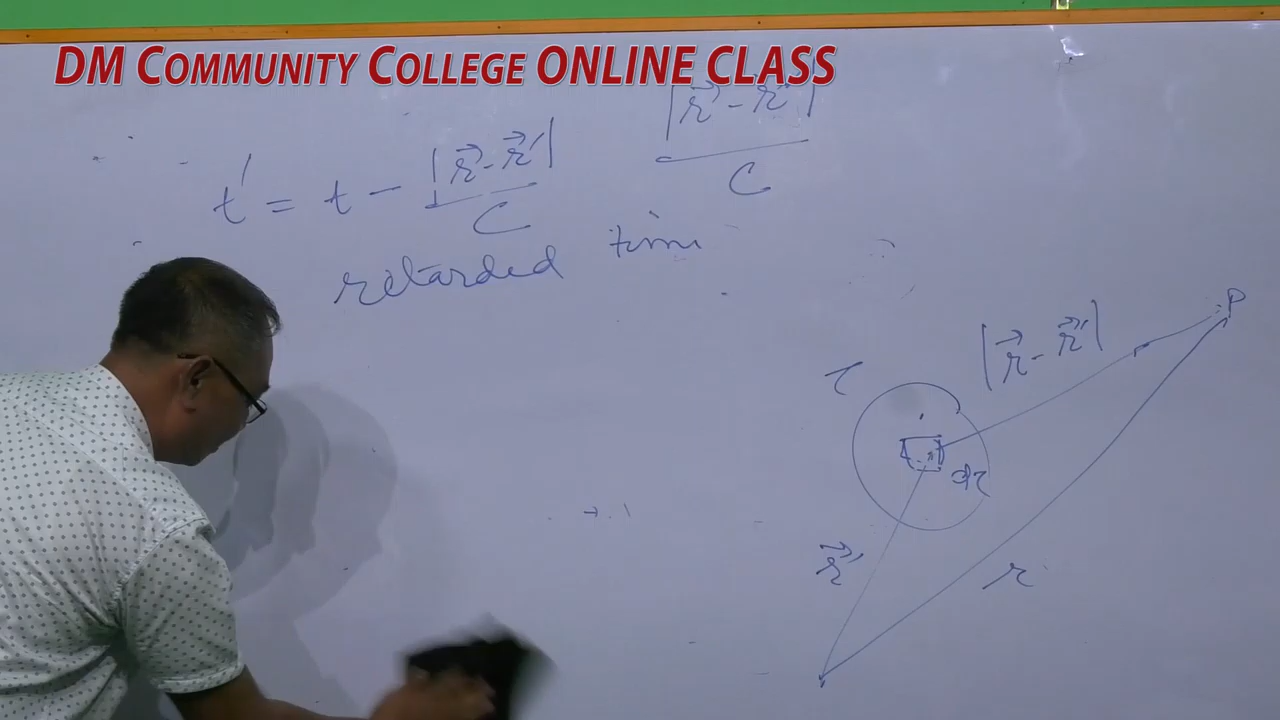 DM COMMUNITY COLLEGE ONLINE CLASS
|r⃗ - r⃗'|
C
t' = t - |r⃗ - r⃗'|
C
retarded time
P
|r⃗ - r⃗'|
τ
dτ
r⃗'
r